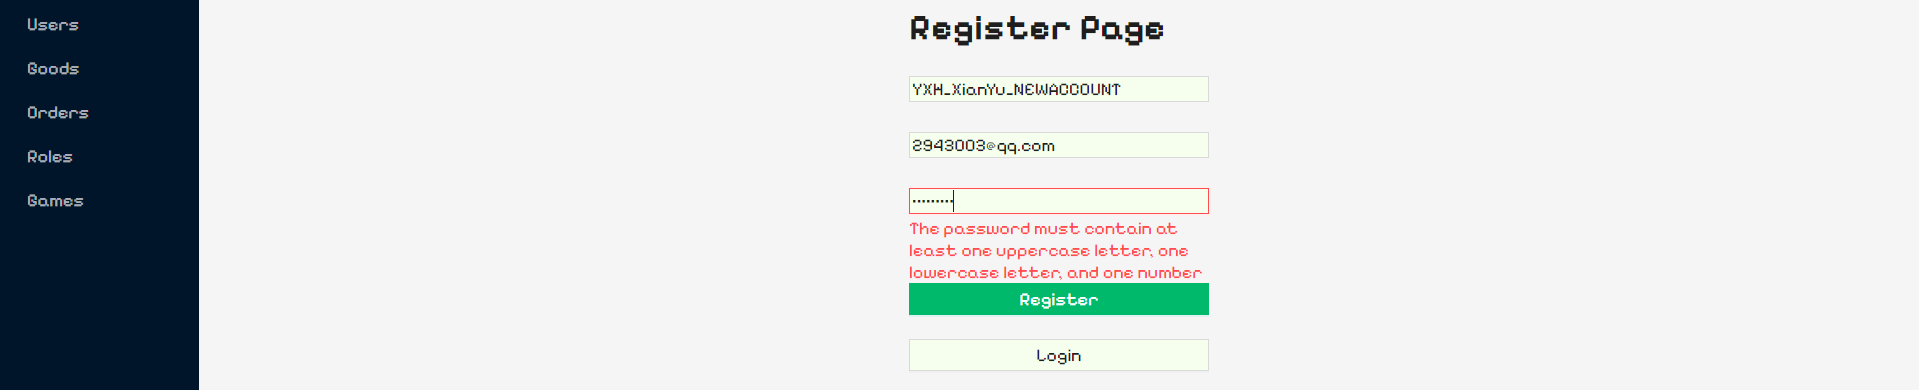 Users
Goods
Orders
Roles
Games
Register Page
YXH_XianYu_NEWACCOUNT
2943003@qq.com
•••••••••
The password must contain at
least one uppercase letter, one
lowercase letter, and one number
Register
Login